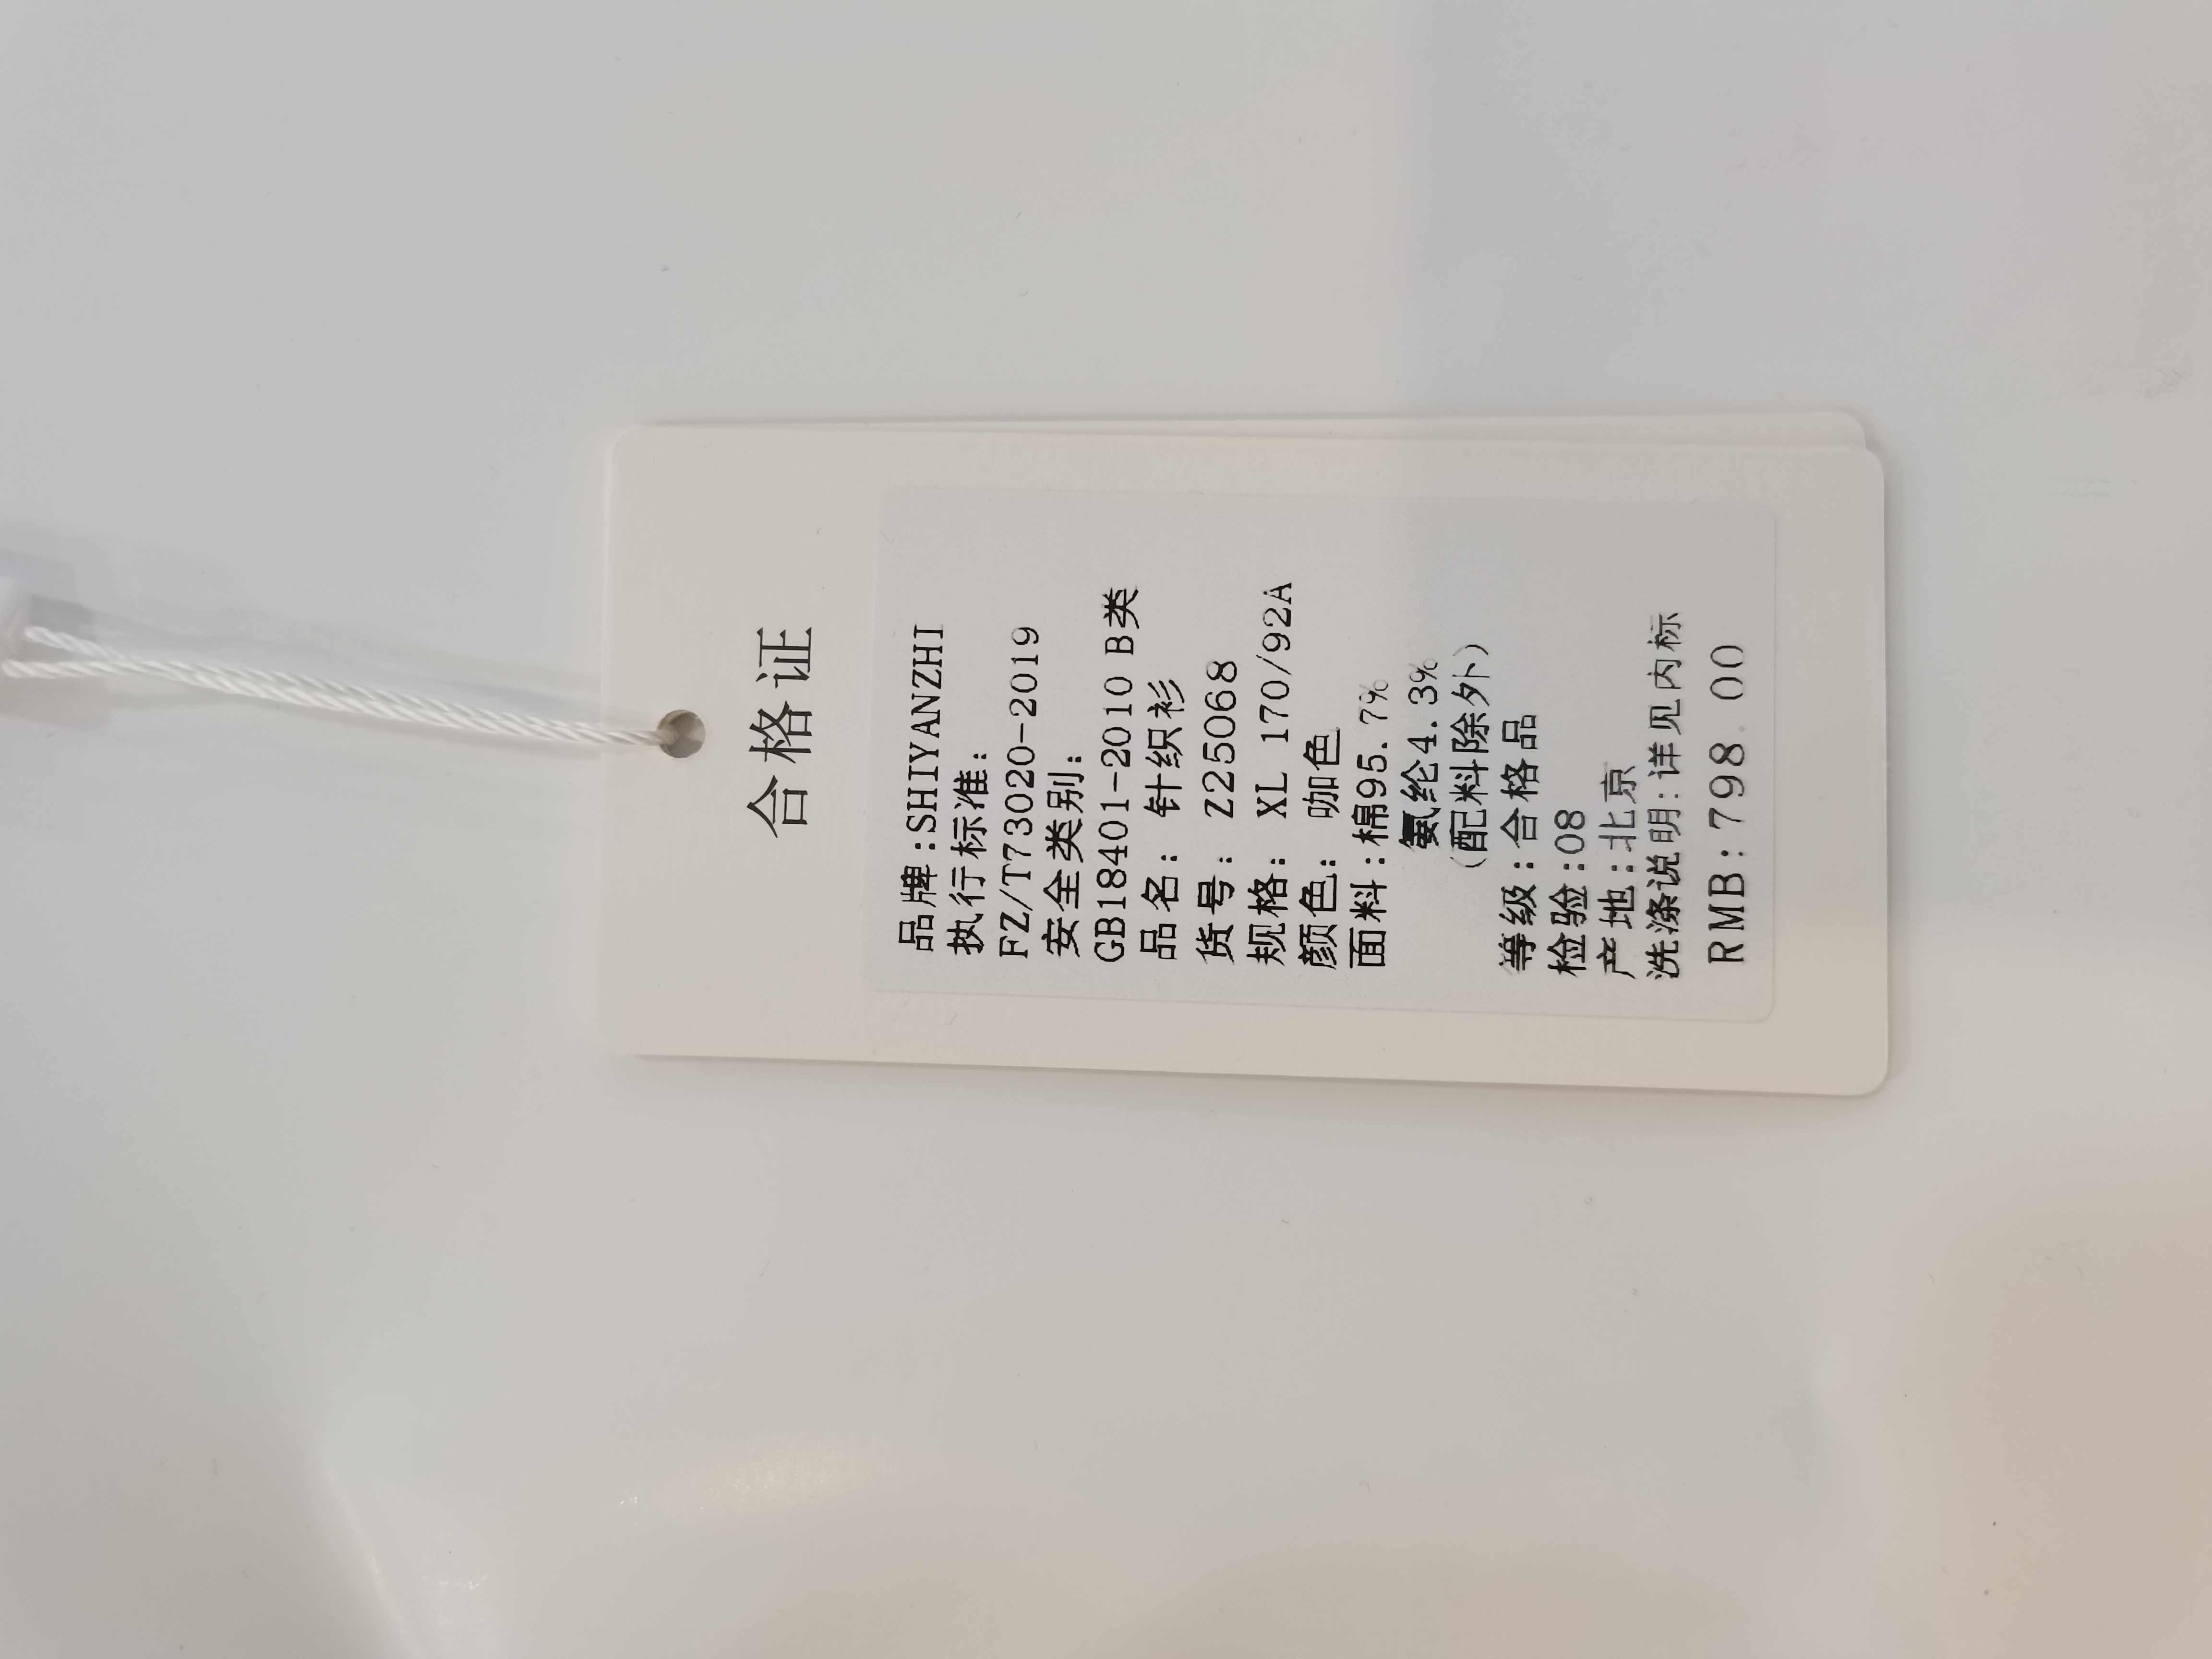 合格证
品牌:SHIYANZHI
执行标准:
FZ/T73020-2019
安全类别:
GB18401-2010 B类
品名: 针织衫
货号: Z25068
规格: XL 170/92A
颜色: 咖色
面料:棉95.7%
氨纶4.3%
(配料除外)
等级:合格品
检验:08
产地:北京
洗涤说明:详见内标
RMB:798.00